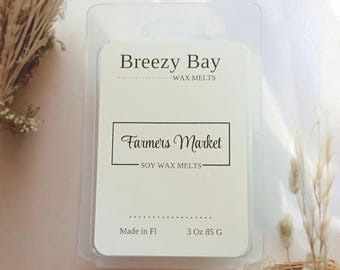 Breezy Bay
WAX MELTS
Farmers Market
SOY WAX MELTS
Made in Fl 3 Oz 85 G